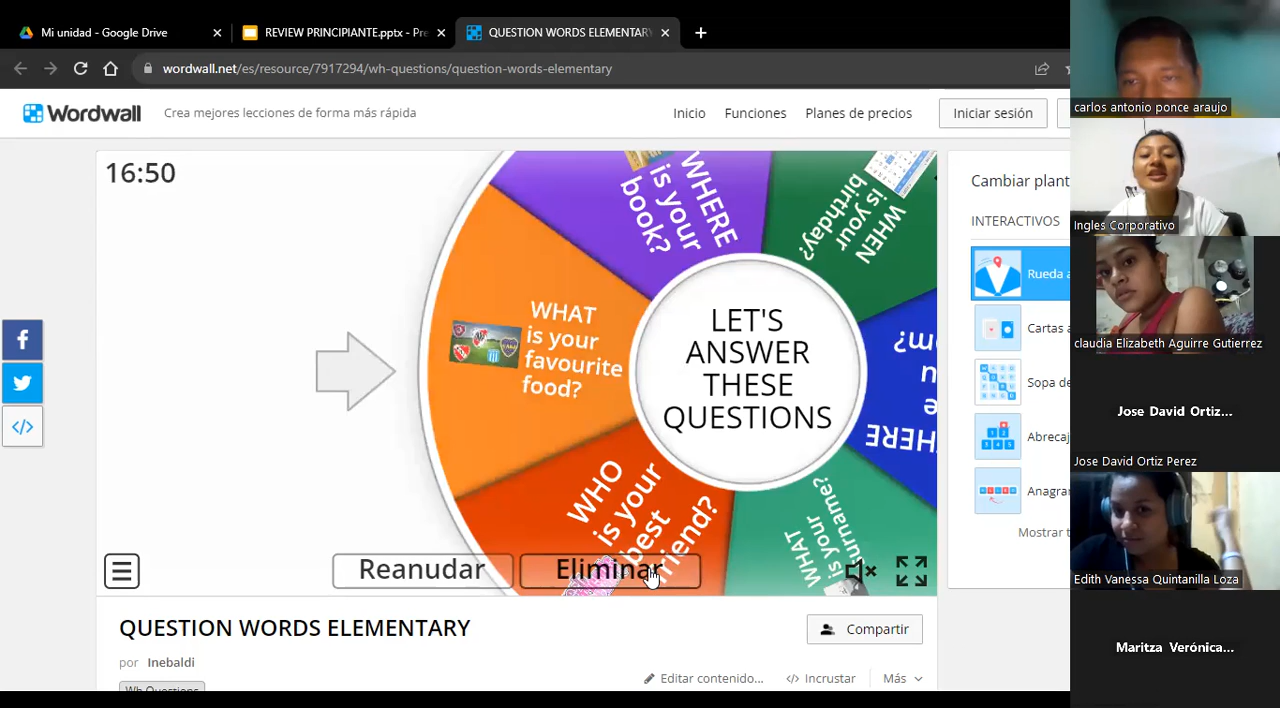 Mi unidad - Google Drive
REVIEW PRINCIPIANTE.pptx - Pre
QUESTION WORDS ELEMENTARY
wordwall.net/es/resource/7917294/wh-questions/question-words-elementary
Wordwall
Crea mejores lecciones de forma más rápida
Inicio
Funciones
Planes de precios
Iniciar sesión
16:50
WHERE
is your
book?
WHEN
is your
birthday?
WHAT
is your
favourite
food?
LET'S
ANSWER
THESE
QUESTIONS
WHO
is your
best
friend?
WHAT
is your
surname?
Reanudar
Eliminar
Cambiar plant
INTERACTIVOS
Rueda a
Cartas a
Sopa de
Abrecaj
Anagra
Mostrar t
QUESTION WORDS ELEMENTARY
por Inebaldi
Wh Questions
Compartir
Editar contenido...
Incrustar
Más
carlos antonio ponce araujo
Ingles Corporativo
claudia Elizabeth Aguirre Gutierrez
Jose David Ortiz...
Jose David Ortiz Perez
Edith Vanessa Quintanilla Loza
Maritza Verónica...